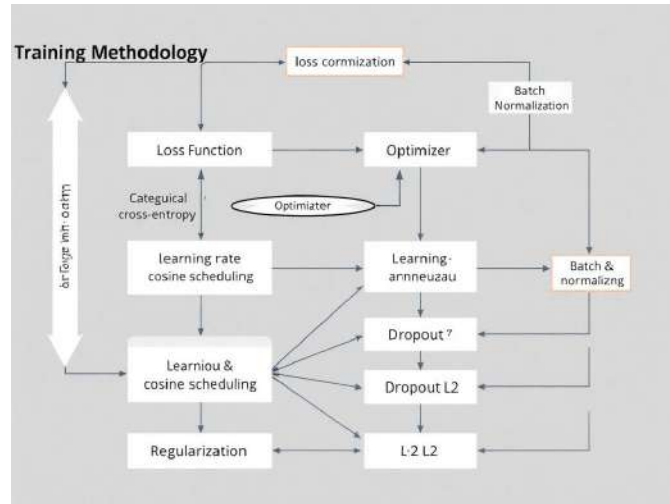 Training Methodology
loss cormization
Batch
Normalization
Loss Function
Optimizer
Categuical
cross-entropy
Optimiater
learning rate
cosine scheduling
Learning-
annneuzau
Batch &
normalizng
Dropout ⁷
Learniou &
cosine scheduling
Dropout L2
Regularization
L-2 L2